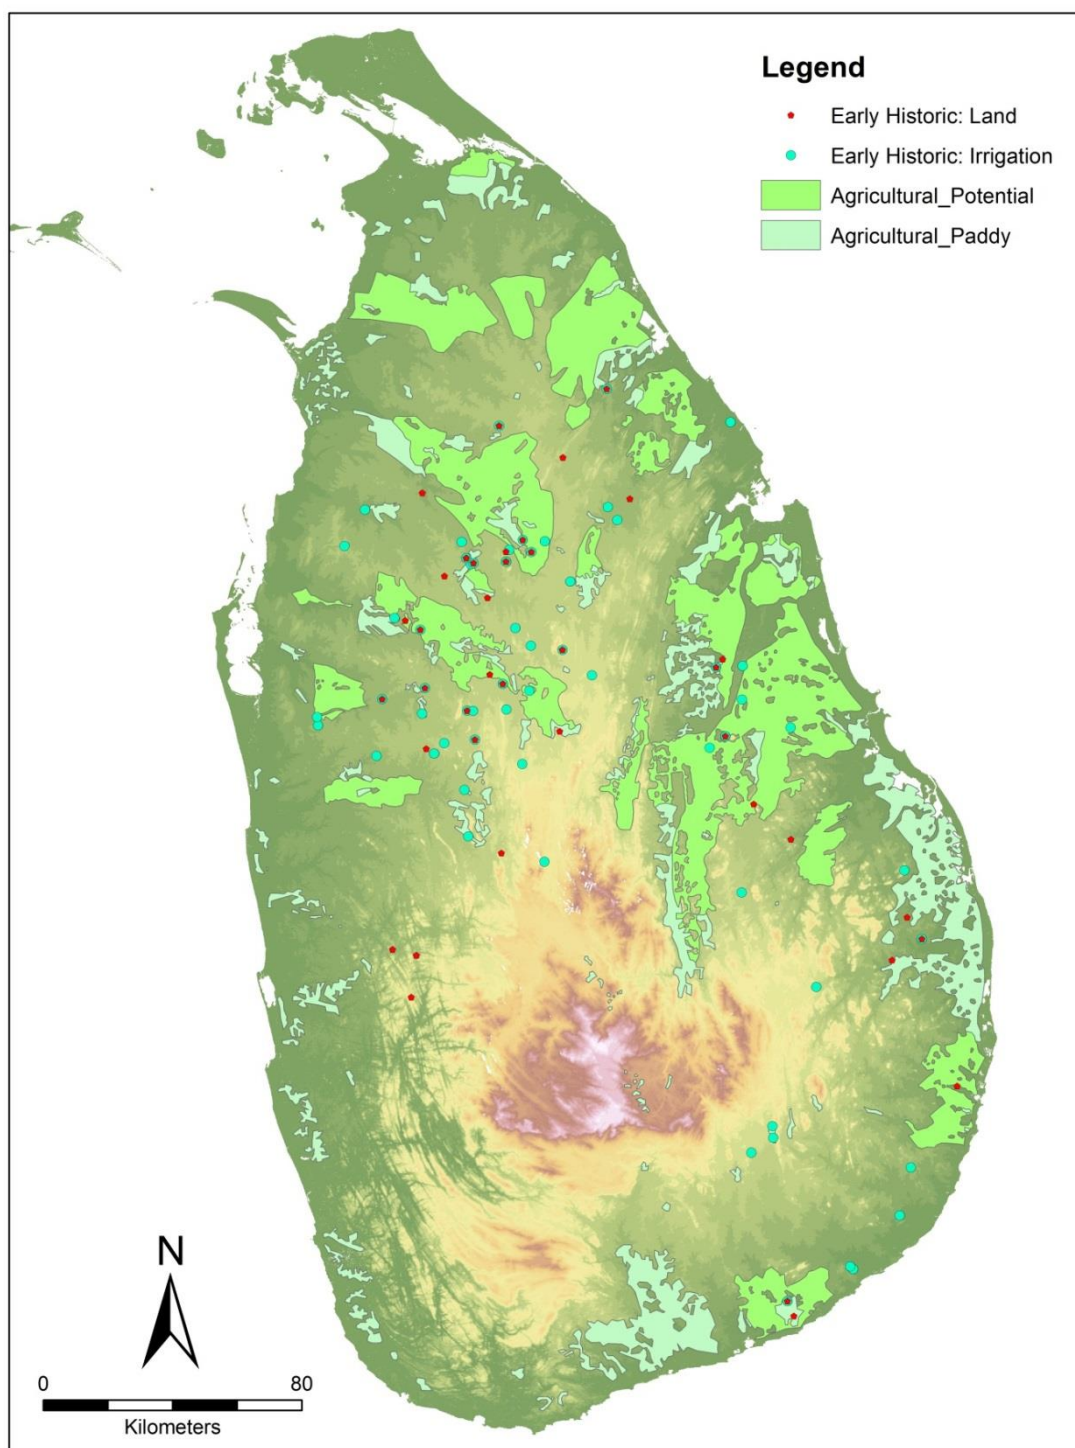 Legend
Early Historic: Land
Early Historic: Irrigation
Agricultural_Potential
Agricultural_Paddy
N
0 80
Kilometers